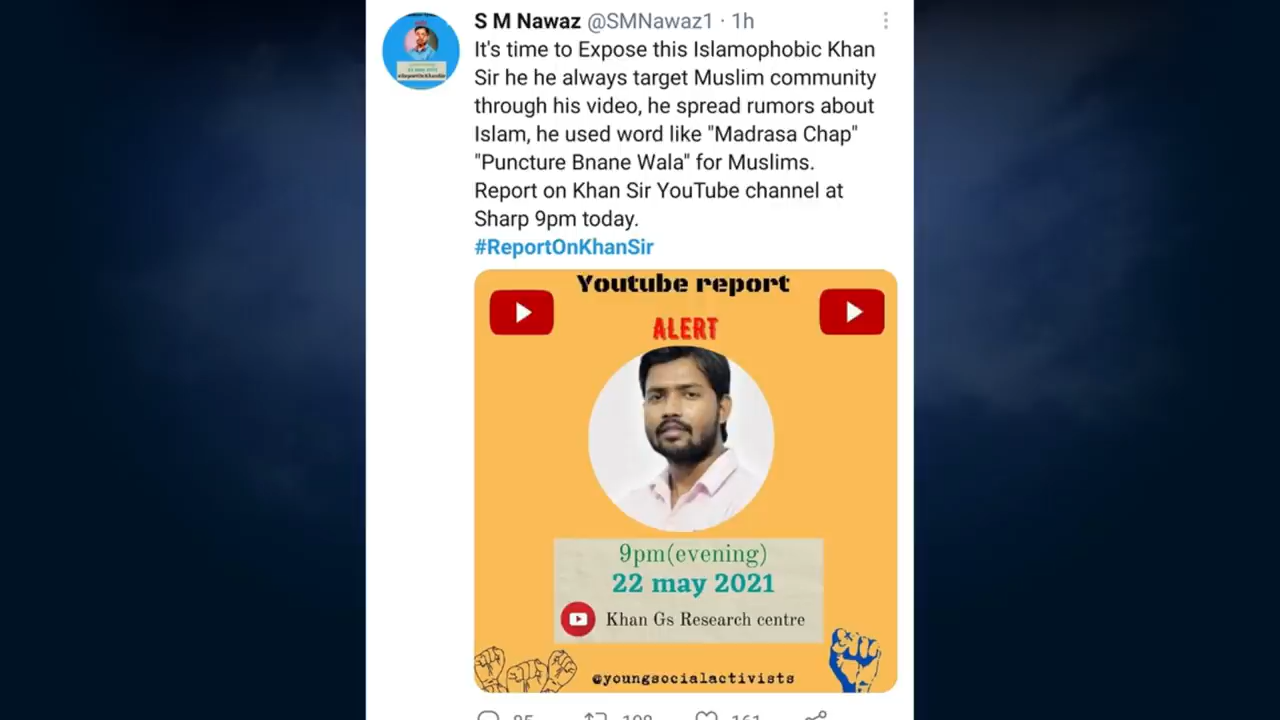 S M Nawaz @SMNawaz1 · 1h
It's time to Expose this Islamophobic Khan
Sir he he always target Muslim community
through his video, he spread rumors about
Islam, he used word like "Madrasa Chap"
"Puncture Bnane Wala" for Muslims.
Report on Khan Sir YouTube channel at
Sharp 9pm today.
#ReportOnKhanSir
Youtube report
ALERT
9pm(evening)
22 may 2021
Khan Gs Research centre
@youngsocialactivists